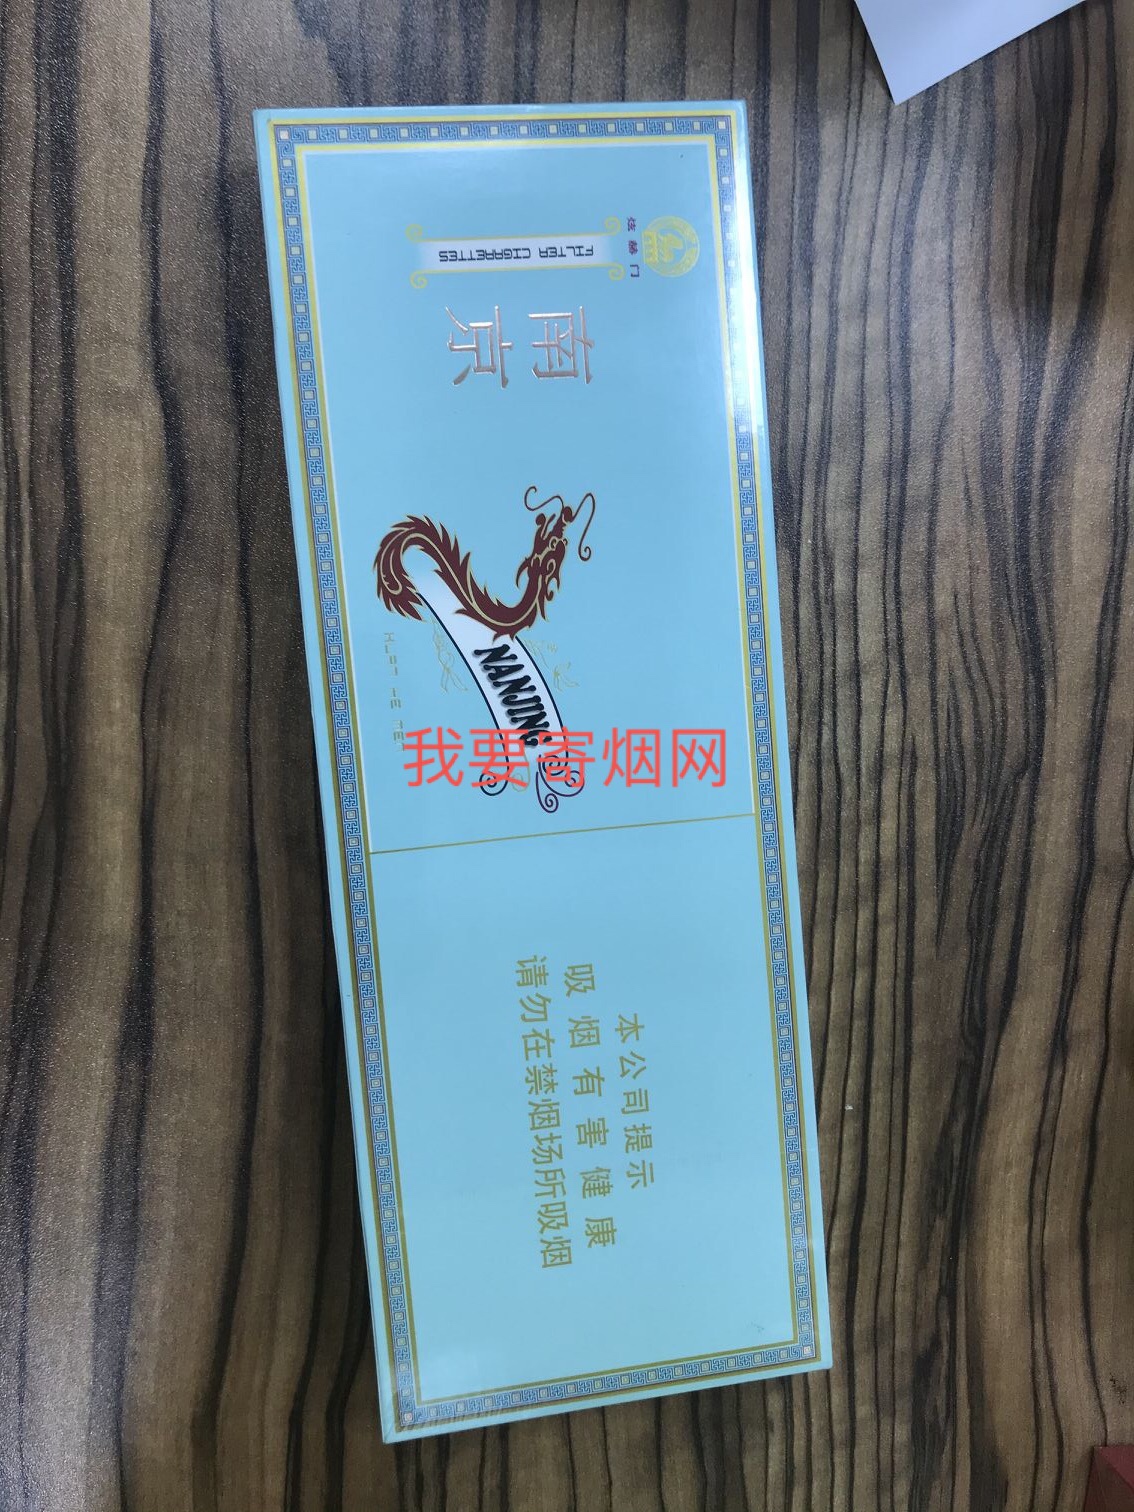 炫赫门
FILTER CIGARETTES
南京
NANJING
我要寄烟网
本公司提示
吸烟有害健康
请勿在禁烟场所吸烟